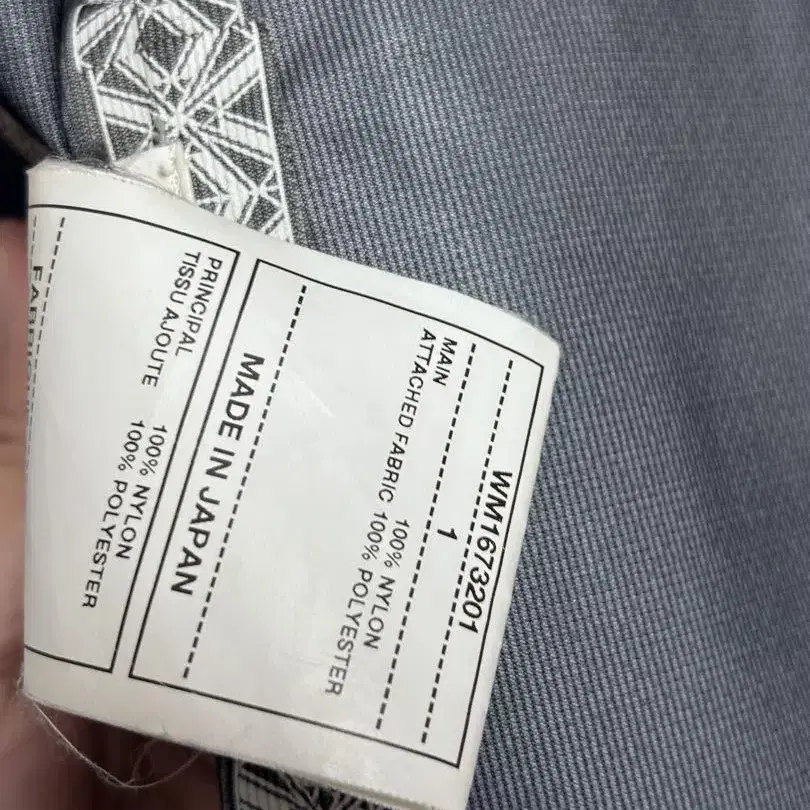 WM1673201
1
MAIN 100% NYLON
ATTACHED FABRIC 100% POLYESTER
MADE IN JAPAN
PRINCIPAL 100% NYLON
TISSU AJOUTE 100% POLYESTER